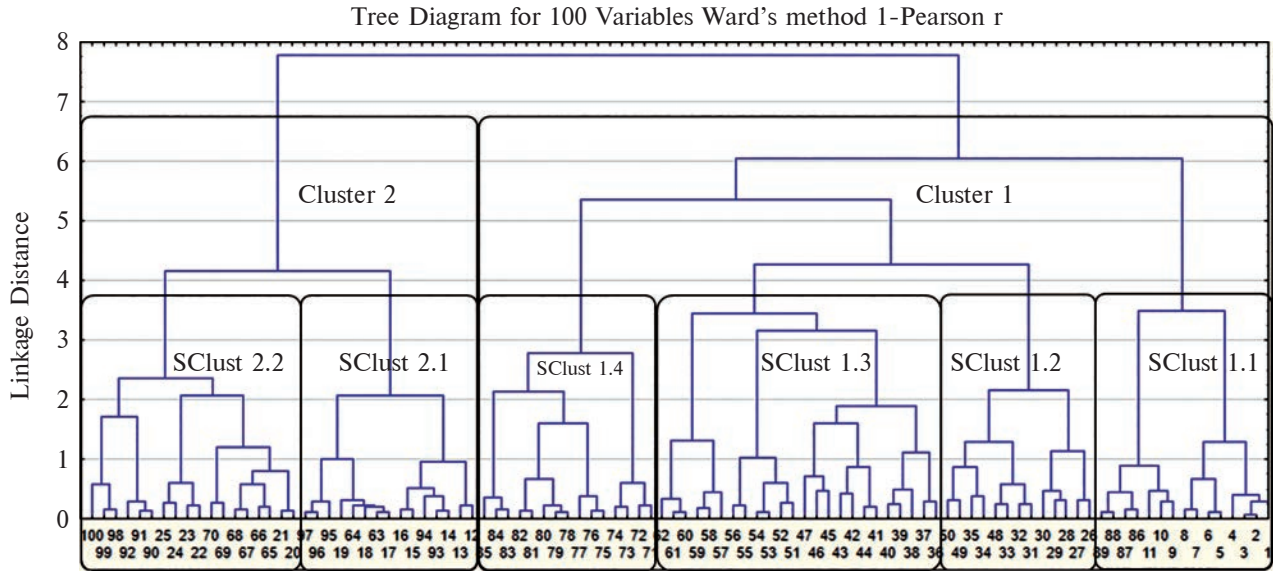 Tree Diagram for 100 Variables Ward's method 1-Pearson r
Linkage Distance
8
7
6
5
4
3
2
1
0
Cluster 2
Cluster 1
SClust 2.2
SClust 2.1
SClust 1.4
SClust 1.3
SClust 1.2
SClust 1.1
100 98 91 25 23 70 68 66 21 97 95 64 63 16 94 14 12 84 82 80 78 76 74 72 62 60 58 56 54 52 47 45 42 41 39 37 50 35 48 32 30 28 26 88 86 10 8 6 4 2
99 92 90 24 22 69 67 65 20 96 19 18 17 15 93 13 85 83 81 79 77 75 73 71 61 59 57 55 53 51 46 43 44 40 38 36 49 34 33 31 29 27 89 87 11 9 7 5 3 1